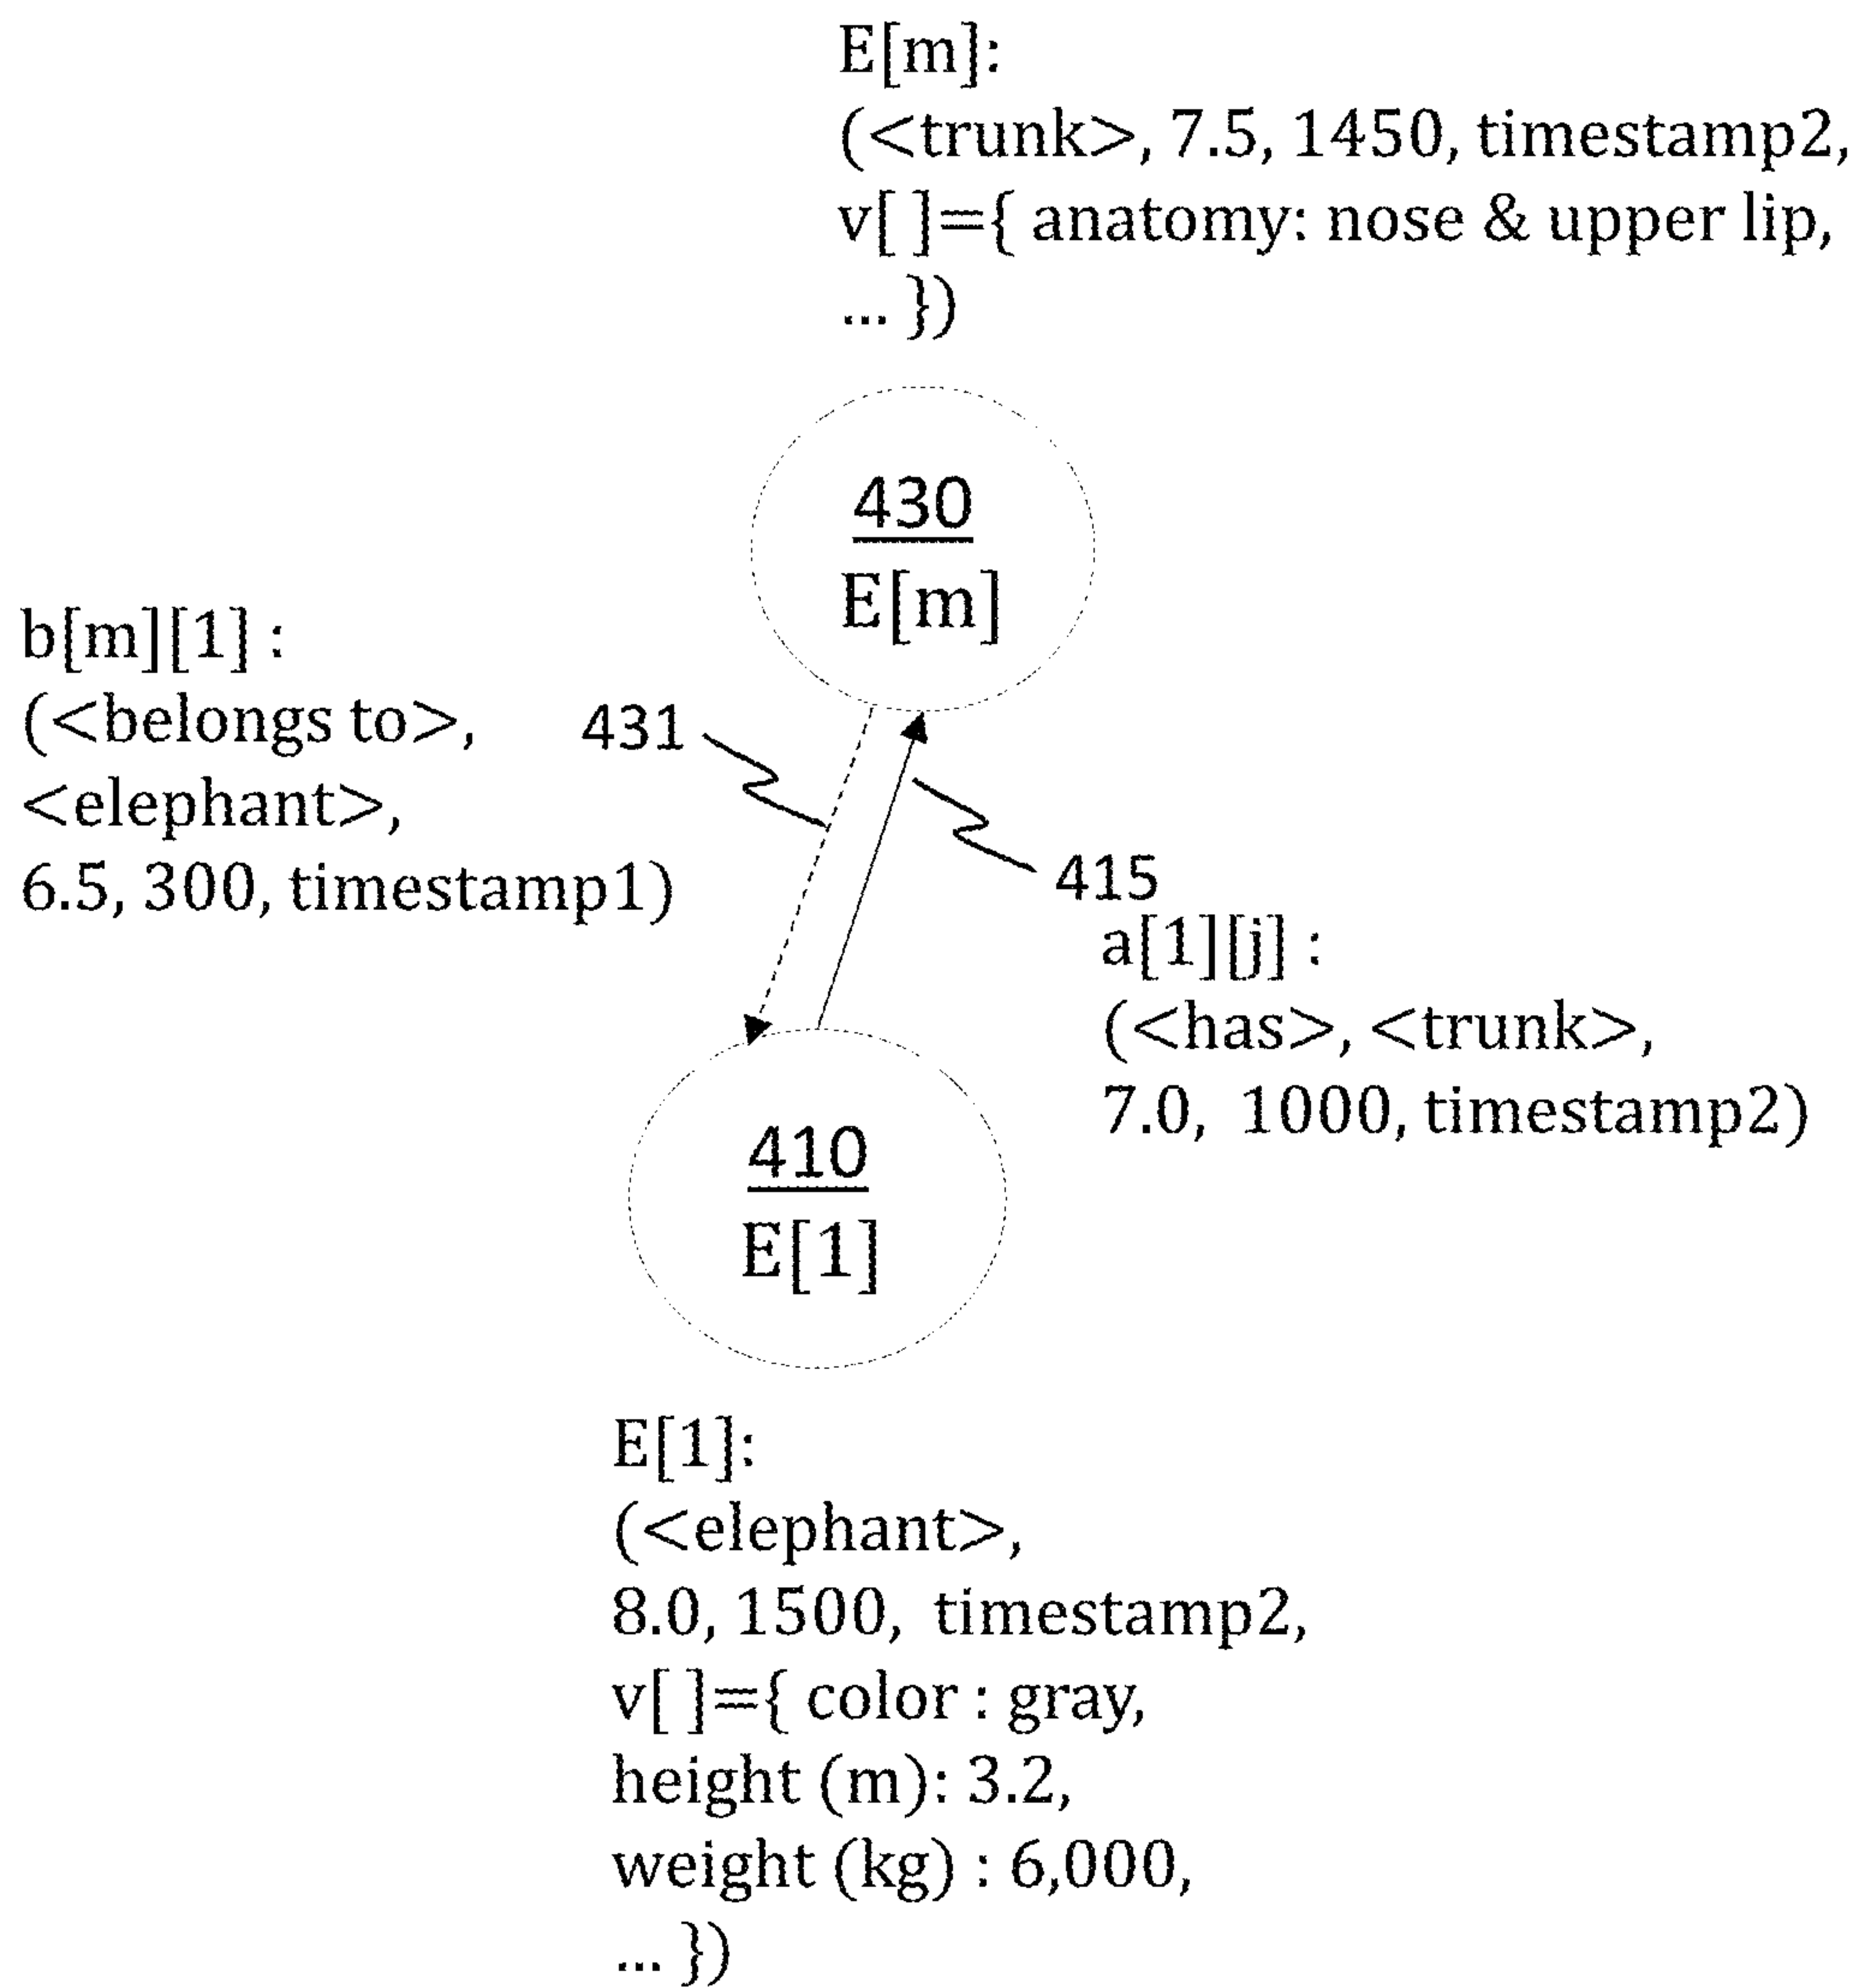 E[m]:
(<trunk>, 7.5, 1450, timestamp2,
v[ ]={ anatomy: nose & upper lip,
... })
430
E[m]
b[m][1] :
(<belongs to>,
<elephant>,
6.5, 300, timestamp1)
431
415
a[1][j] :
(<has>, <trunk>,
7.0, 1000, timestamp2)
410
E[1]
E[1]:
(<elephant>,
8.0, 1500, timestamp2,
v[ ]={ color : gray,
height (m): 3.2,
weight (kg) : 6,000,
... })